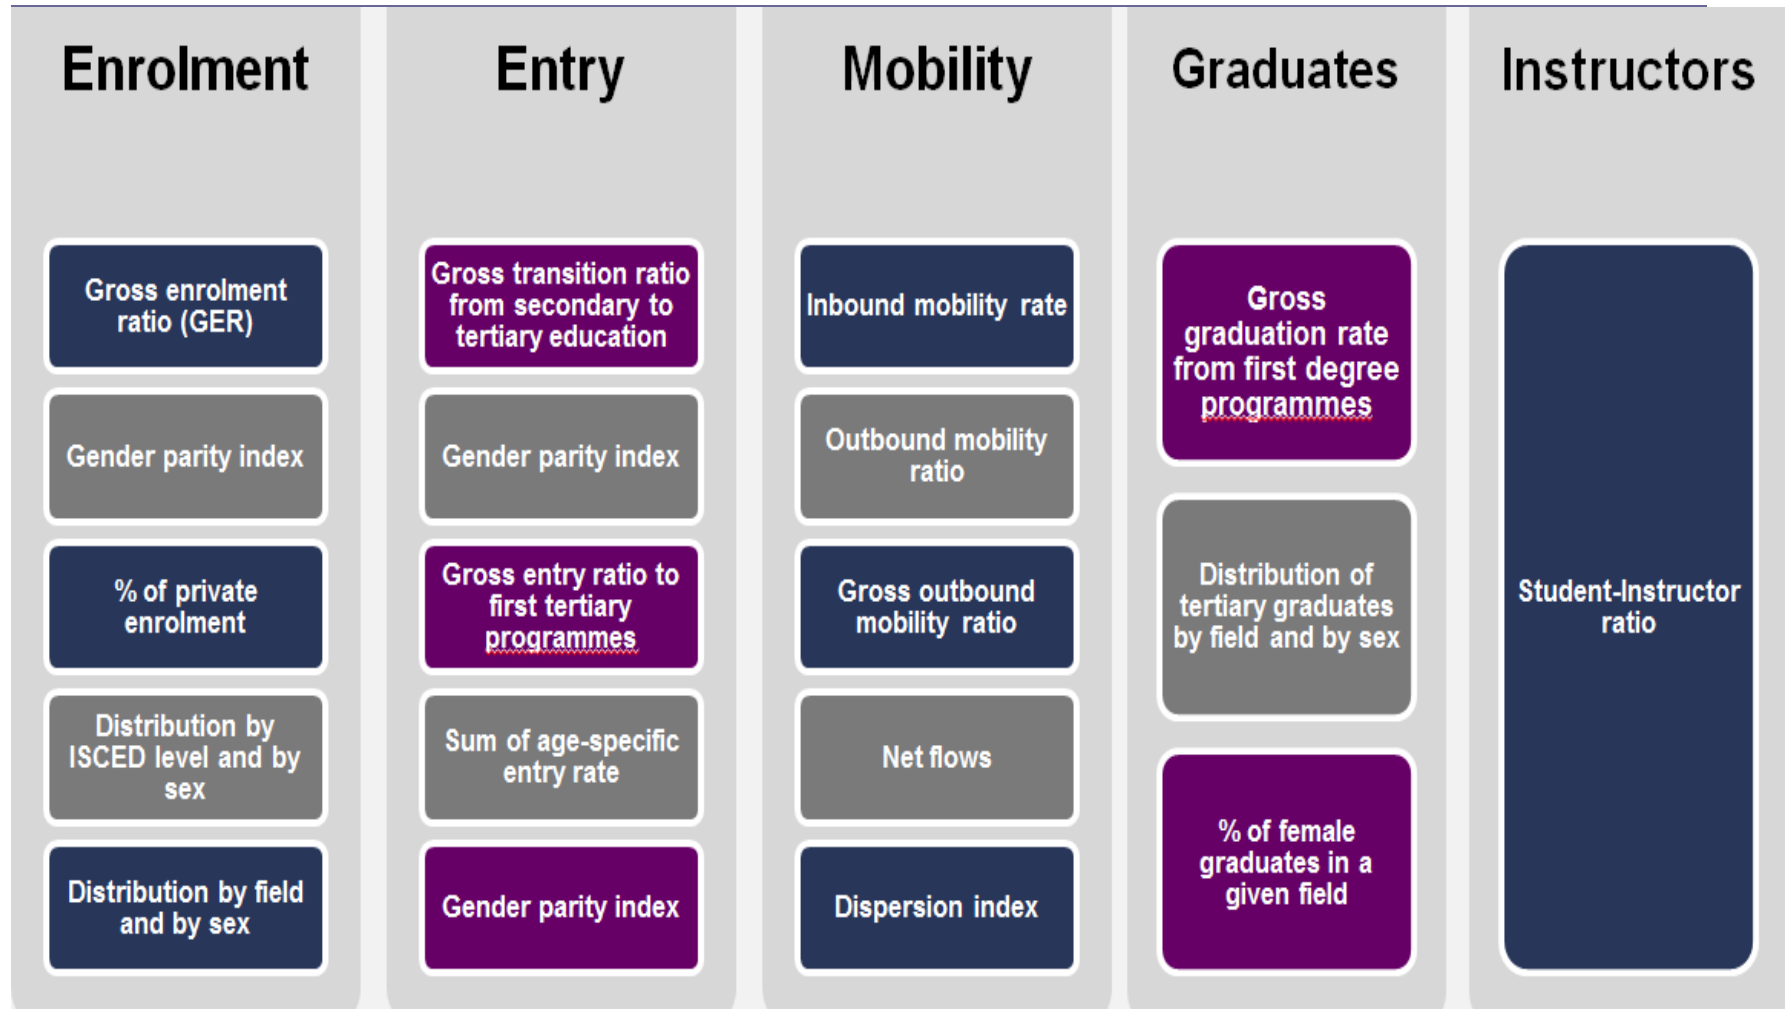 Enrolment
Gross enrolment
ratio (GER)
Gender parity index
% of private
enrolment
Distribution by
ISCED level and by
sex
Distribution by field
and by sex
Entry
Gross transition ratio
from secondary to
tertiary education
Gender parity index
Gross entry ratio to
first tertiary
programmes
Sum of age-specific
entry rate
Gender parity index
Mobility
Inbound mobility rate
Outbound mobility
ratio
Gross outbound
mobility ratio
Net flows
Dispersion index
Graduates
Gross
graduation rate
from first degree
programmes
Distribution of
tertiary graduates
by field and by sex
% of female
graduates in a
given field
Instructors
Student-Instructor
ratio